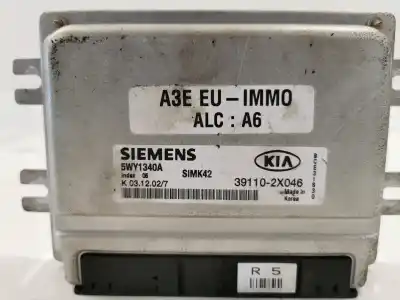 A3E EU-IMMO
ALC : A6
SIEMENS
KIA
5WY1340A
Index 06
SIMK42
K 03.12.02/7
39110-2X046
Made in
Korea
R 5